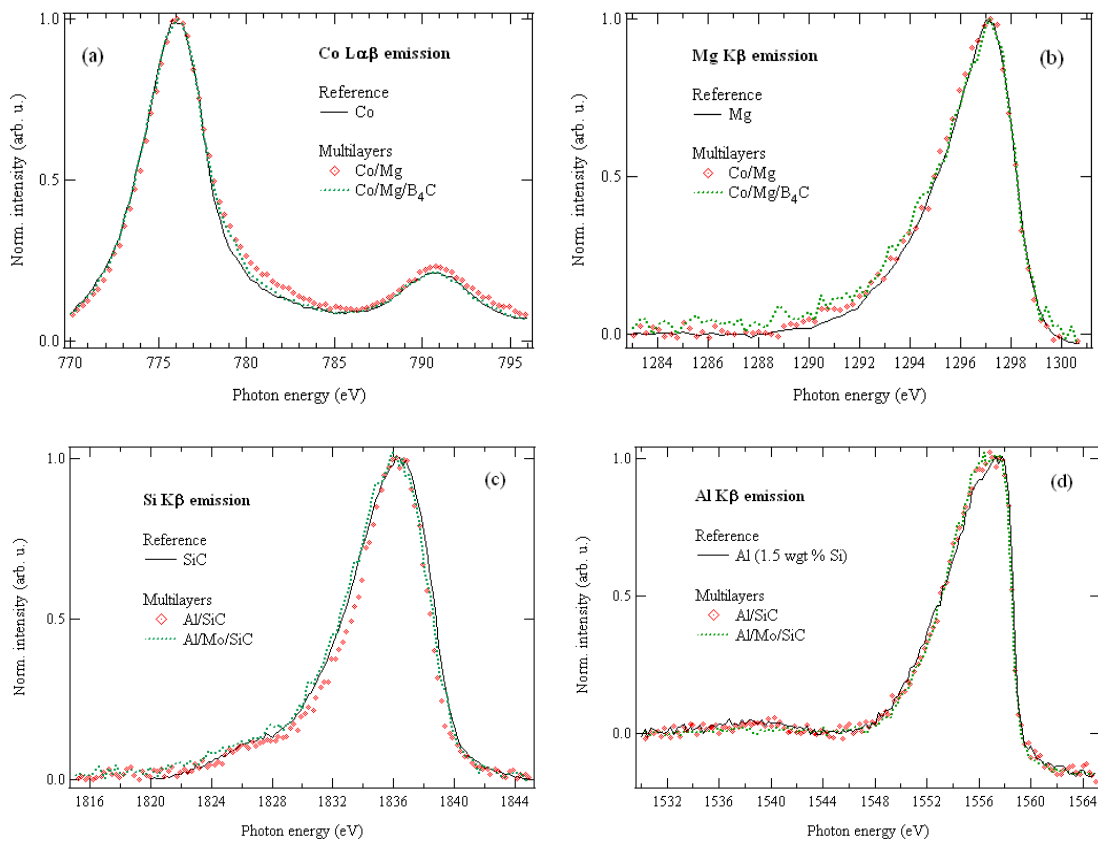 (a)
Co Lαβ emission
Reference
Co
Multilayers
Co/Mg
Co/Mg/B₄C
Norm. intensity (arb. u.)
1.0
0.5
0.0
770 775 780 785 790 795
Photon energy (eV)
(b)
Mg Kβ emission
Reference
Mg
Multilayers
Co/Mg
Co/Mg/B₄C
Norm. intensity (arb. u.)
1.0
0.5
0.0
1284 1286 1288 1290 1292 1294 1296 1298 1300
Photon energy (eV)
(c)
Si Kβ emission
Reference
SiC
Multilayers
Al/SiC
Al/Mo/SiC
Norm. intensity (arb. u.)
1.0
0.5
0.0
1816 1820 1824 1828 1832 1836 1840 1844
Photon energy (eV)
(d)
Al Kβ emission
Reference
Al (1.5 wgt % Si)
Multilayers
Al/SiC
Al/Mo/SiC
Norm. intensity (arb. u.)
1.0
0.5
0.0
1532 1536 1540 1544 1548 1552 1556 1560 1564
Photon energy (eV)